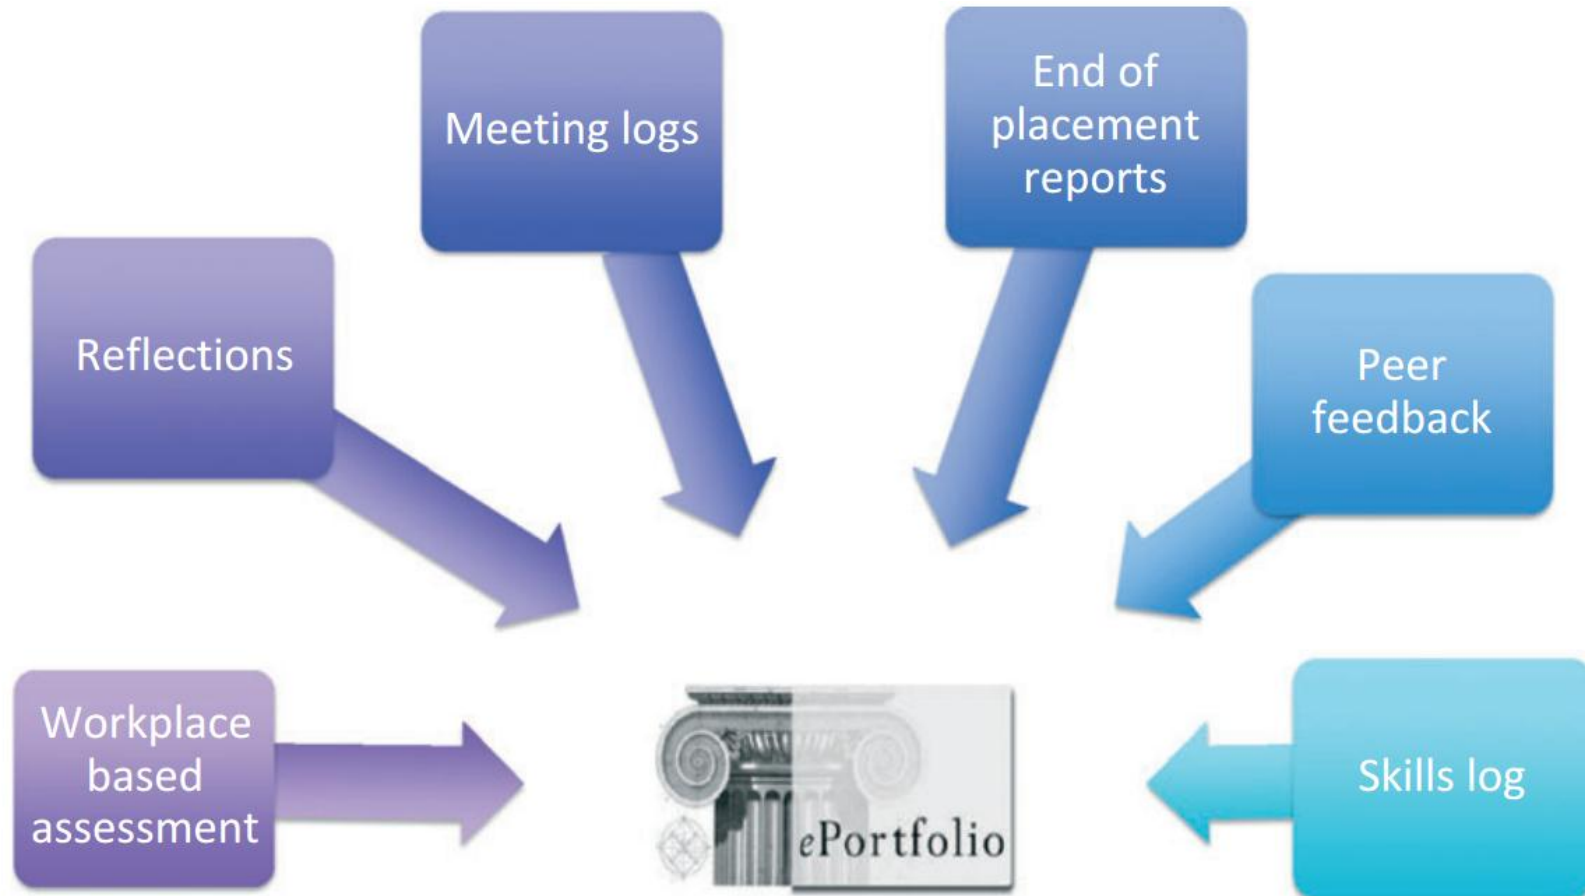 Meeting logs
End of
placement
reports
Reflections
Peer
feedback
Workplace
based
assessment
ePortfolio
Skills log